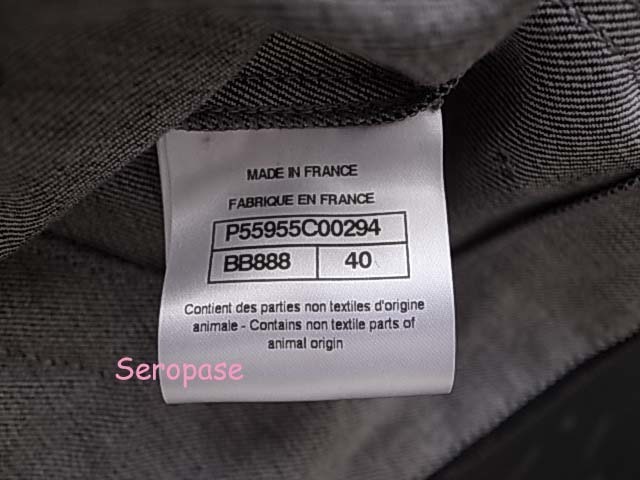 MADE IN FRANCE
FABRIQUE EN FRANCE
P55955C00294
BB888 40
Contient des parties non textiles d'origine
animale - Contains non textile parts of
animal origin
Seropase